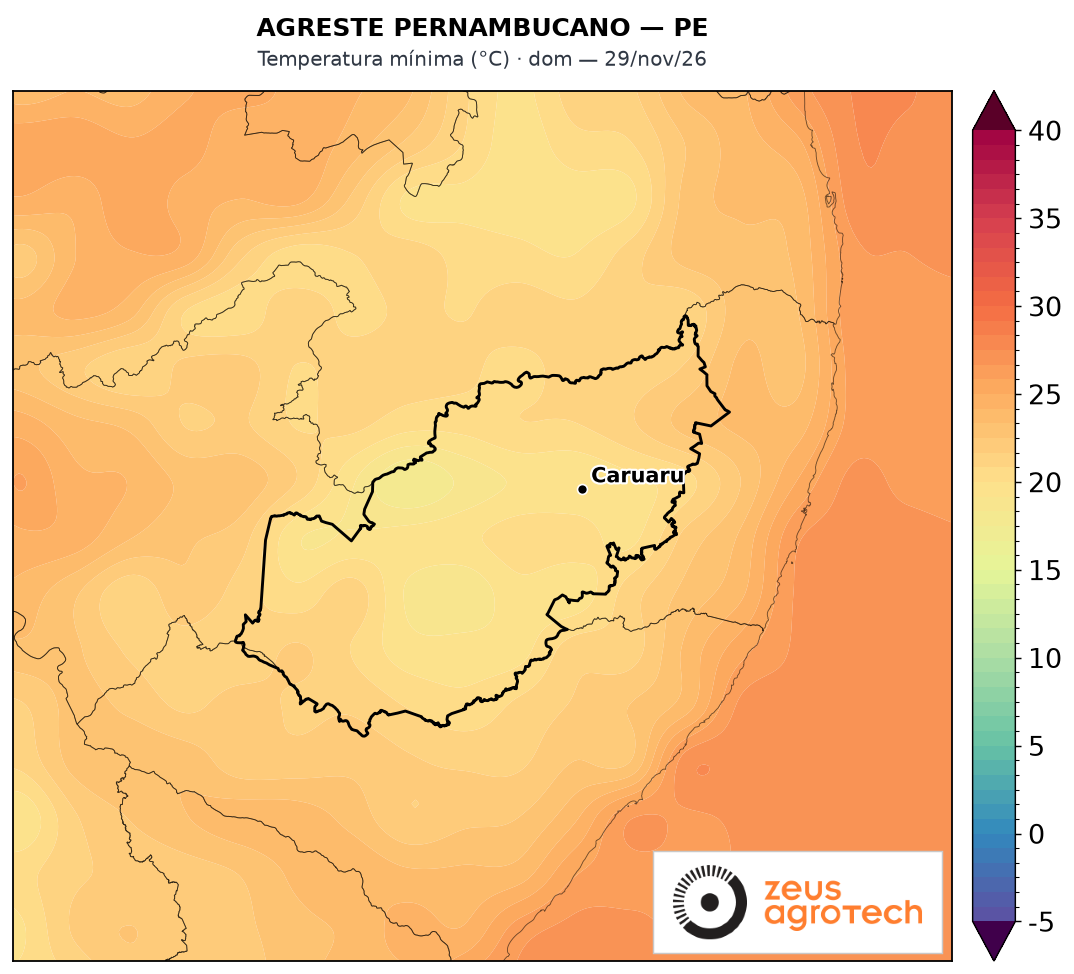 AGRESTE PERNAMBUCANO — PE
Temperatura mínima (°C) · dom — 29/nov/26
Caruaru
40
35
30
25
20
15
10
5
0
-5
zeus
agrotech